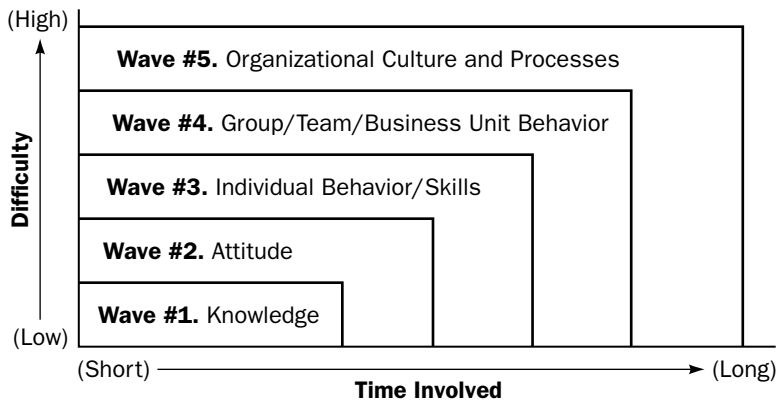 (High)
Wave #5. Organizational Culture and Processes
Wave #4. Group/Team/Business Unit Behavior
Difficulty
Wave #3. Individual Behavior/Skills
Wave #2. Attitude
Wave #1. Knowledge
(Low)
(Short)
(Long)
Time Involved